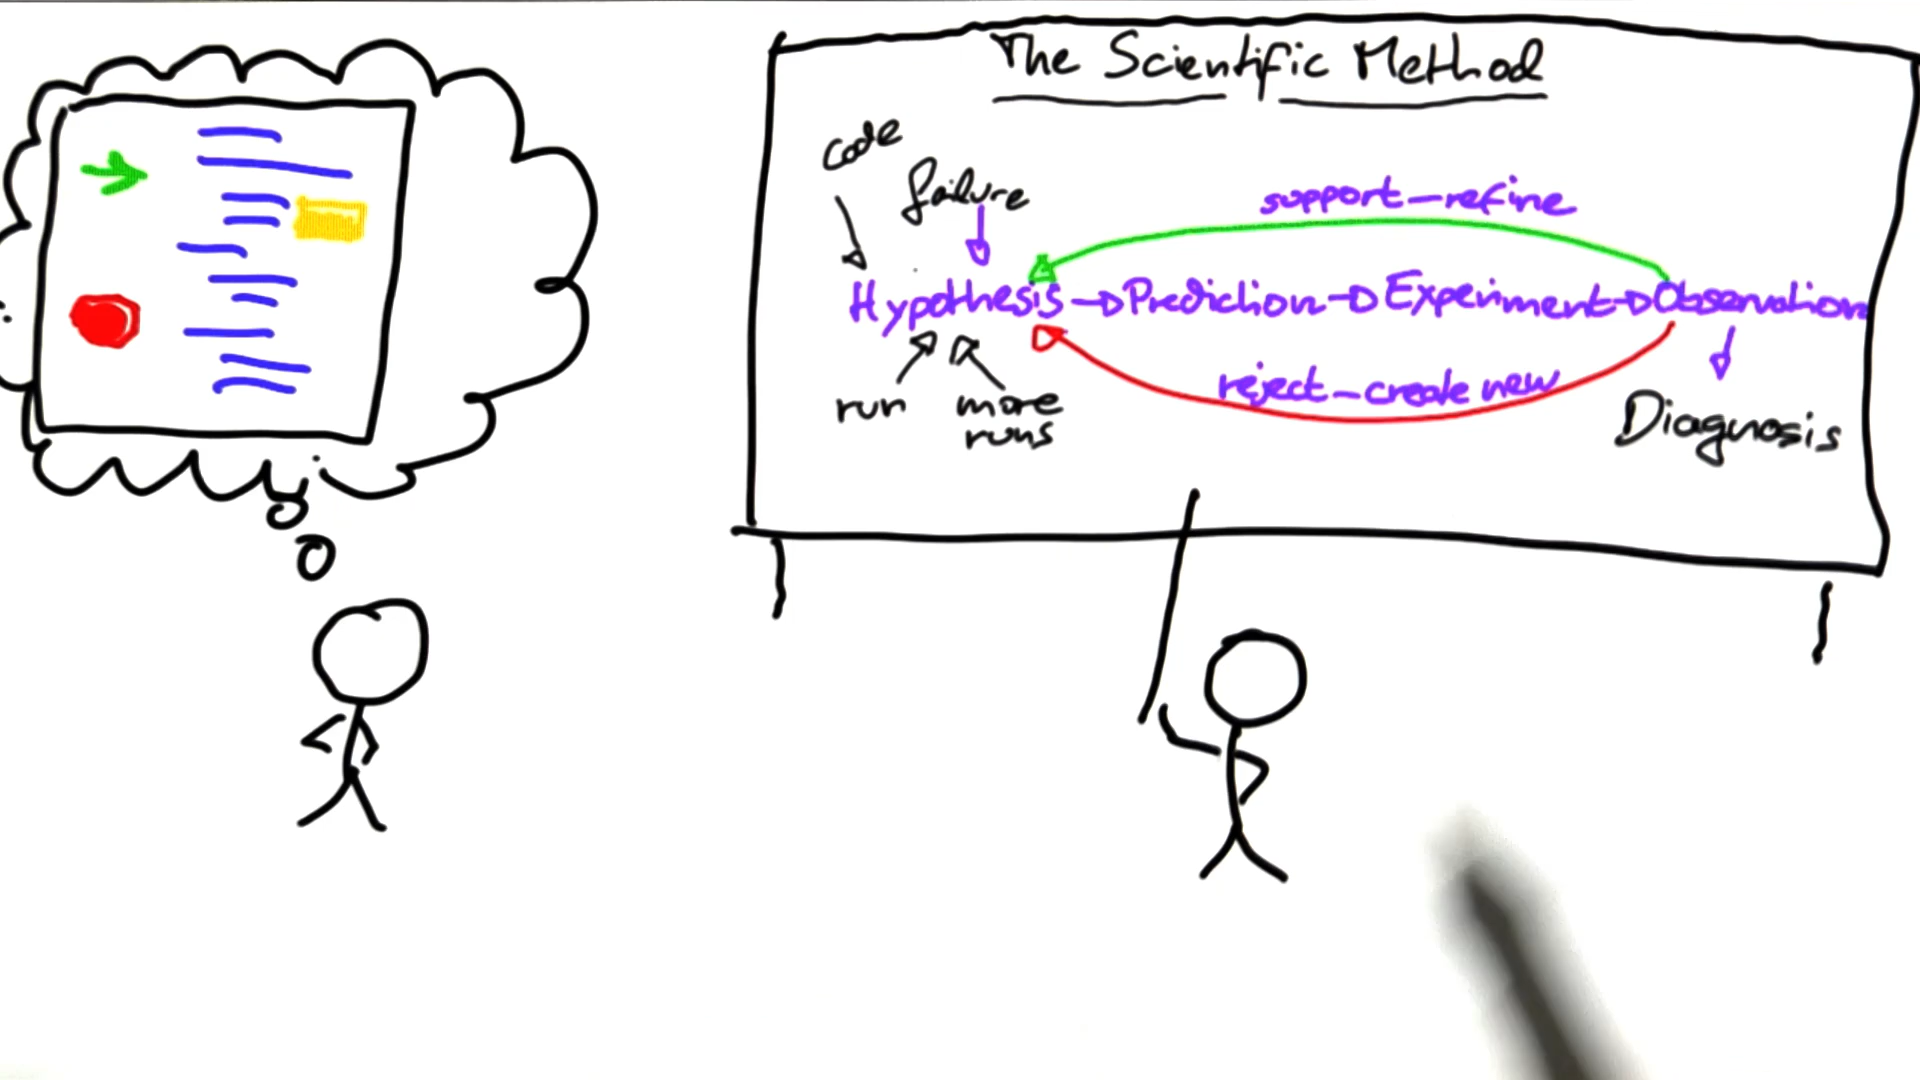 The Scientific Method
code
failure
support-refine
Hypothesis → Prediction → Experiment → Observation
reject-create new
run
more
runs
Diagnosis